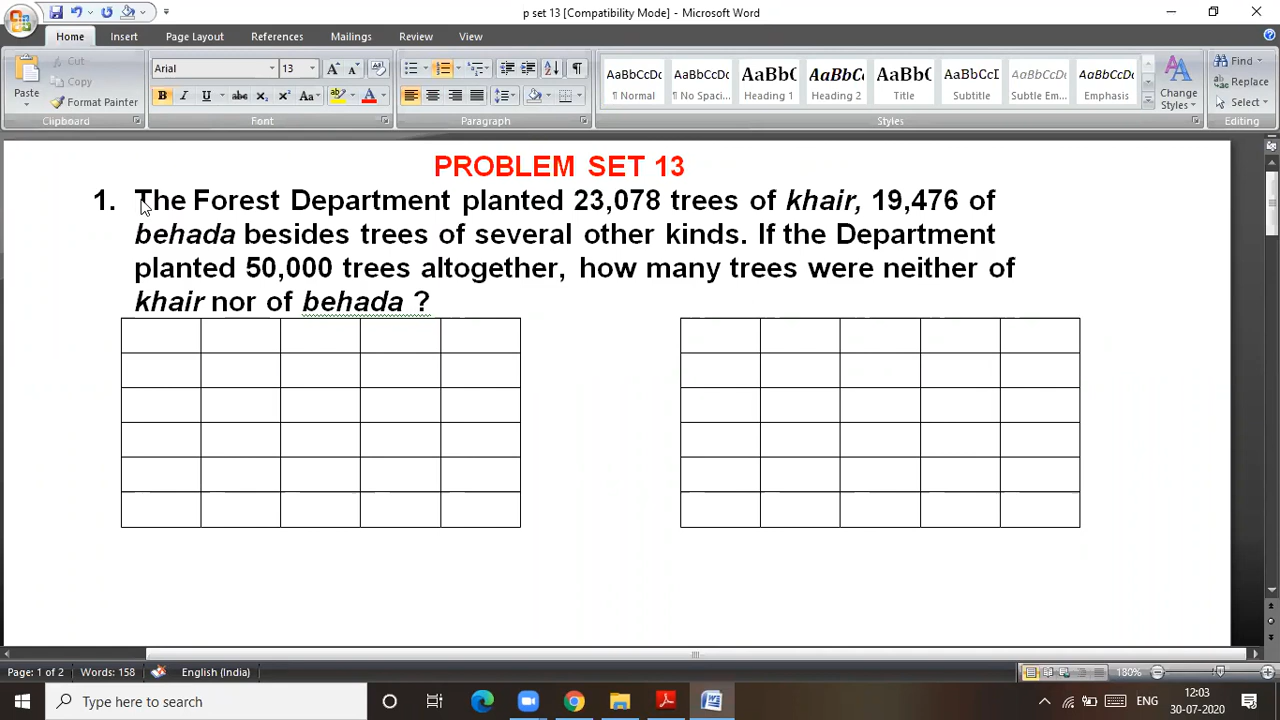 p set 13 [Compatibility Mode] - Microsoft Word
Home Insert Page Layout References Mailings Review View
Paste
Cut
Copy
Format Painter
Clipboard
Arial 13
B I U abc X₂ X² Aa
Font
Paragraph
AaBbCcDc AaBbCcDc AaBbC AaBbCc AaBbC AaBbCcI AaBbCcDc AaBbCcDc
¶ Normal ¶ No Spaci... Heading 1 Heading 2 Title Subtitle Subtle Em... Emphasis
Styles
Change Styles
Find
Replace
Select
Editing
PROBLEM SET 13
1. The Forest Department planted 23,078 trees of khair, 19,476 of
behada besides trees of several other kinds. If the Department
planted 50,000 trees altogether, how many trees were neither of
khair nor of behada ?
Page: 1 of 2 Words: 158 English (India) 180%
Type here to search
ENG
12:03
30-07-2020